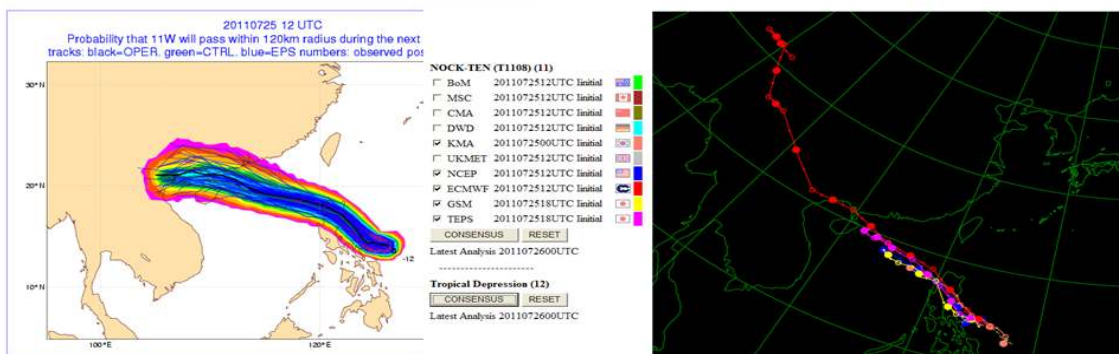 20110725 12 UTC
Probability that 11W will pass within 120km radius during the next
tracks: black=OPER. green=CTRL. blue=EPS numbers: observed pos
30°N
20°N
10°N
100°E
120°E
-12
NOCK-TEN (T1108) (11)
BoM 2011072512UTC Iinitial
MSC 2011072512UTC Iinitial
CMA 2011072512UTC Iinitial
DWD 2011072512UTC Iinitial
KMA 2011072500UTC Iinitial
UKMET 2011072512UTC Iinitial
NCEP 2011072512UTC Iinitial
ECMWF 2011072512UTC Iinitial
GSM 2011072518UTC Iinitial
TEPS 2011072518UTC Iinitial
CONSENSUS RESET
Latest Analysis 2011072600UTC
-----------------------
Tropical Depression (12)
CONSENSUS RESET
Latest Analysis 2011072600UTC